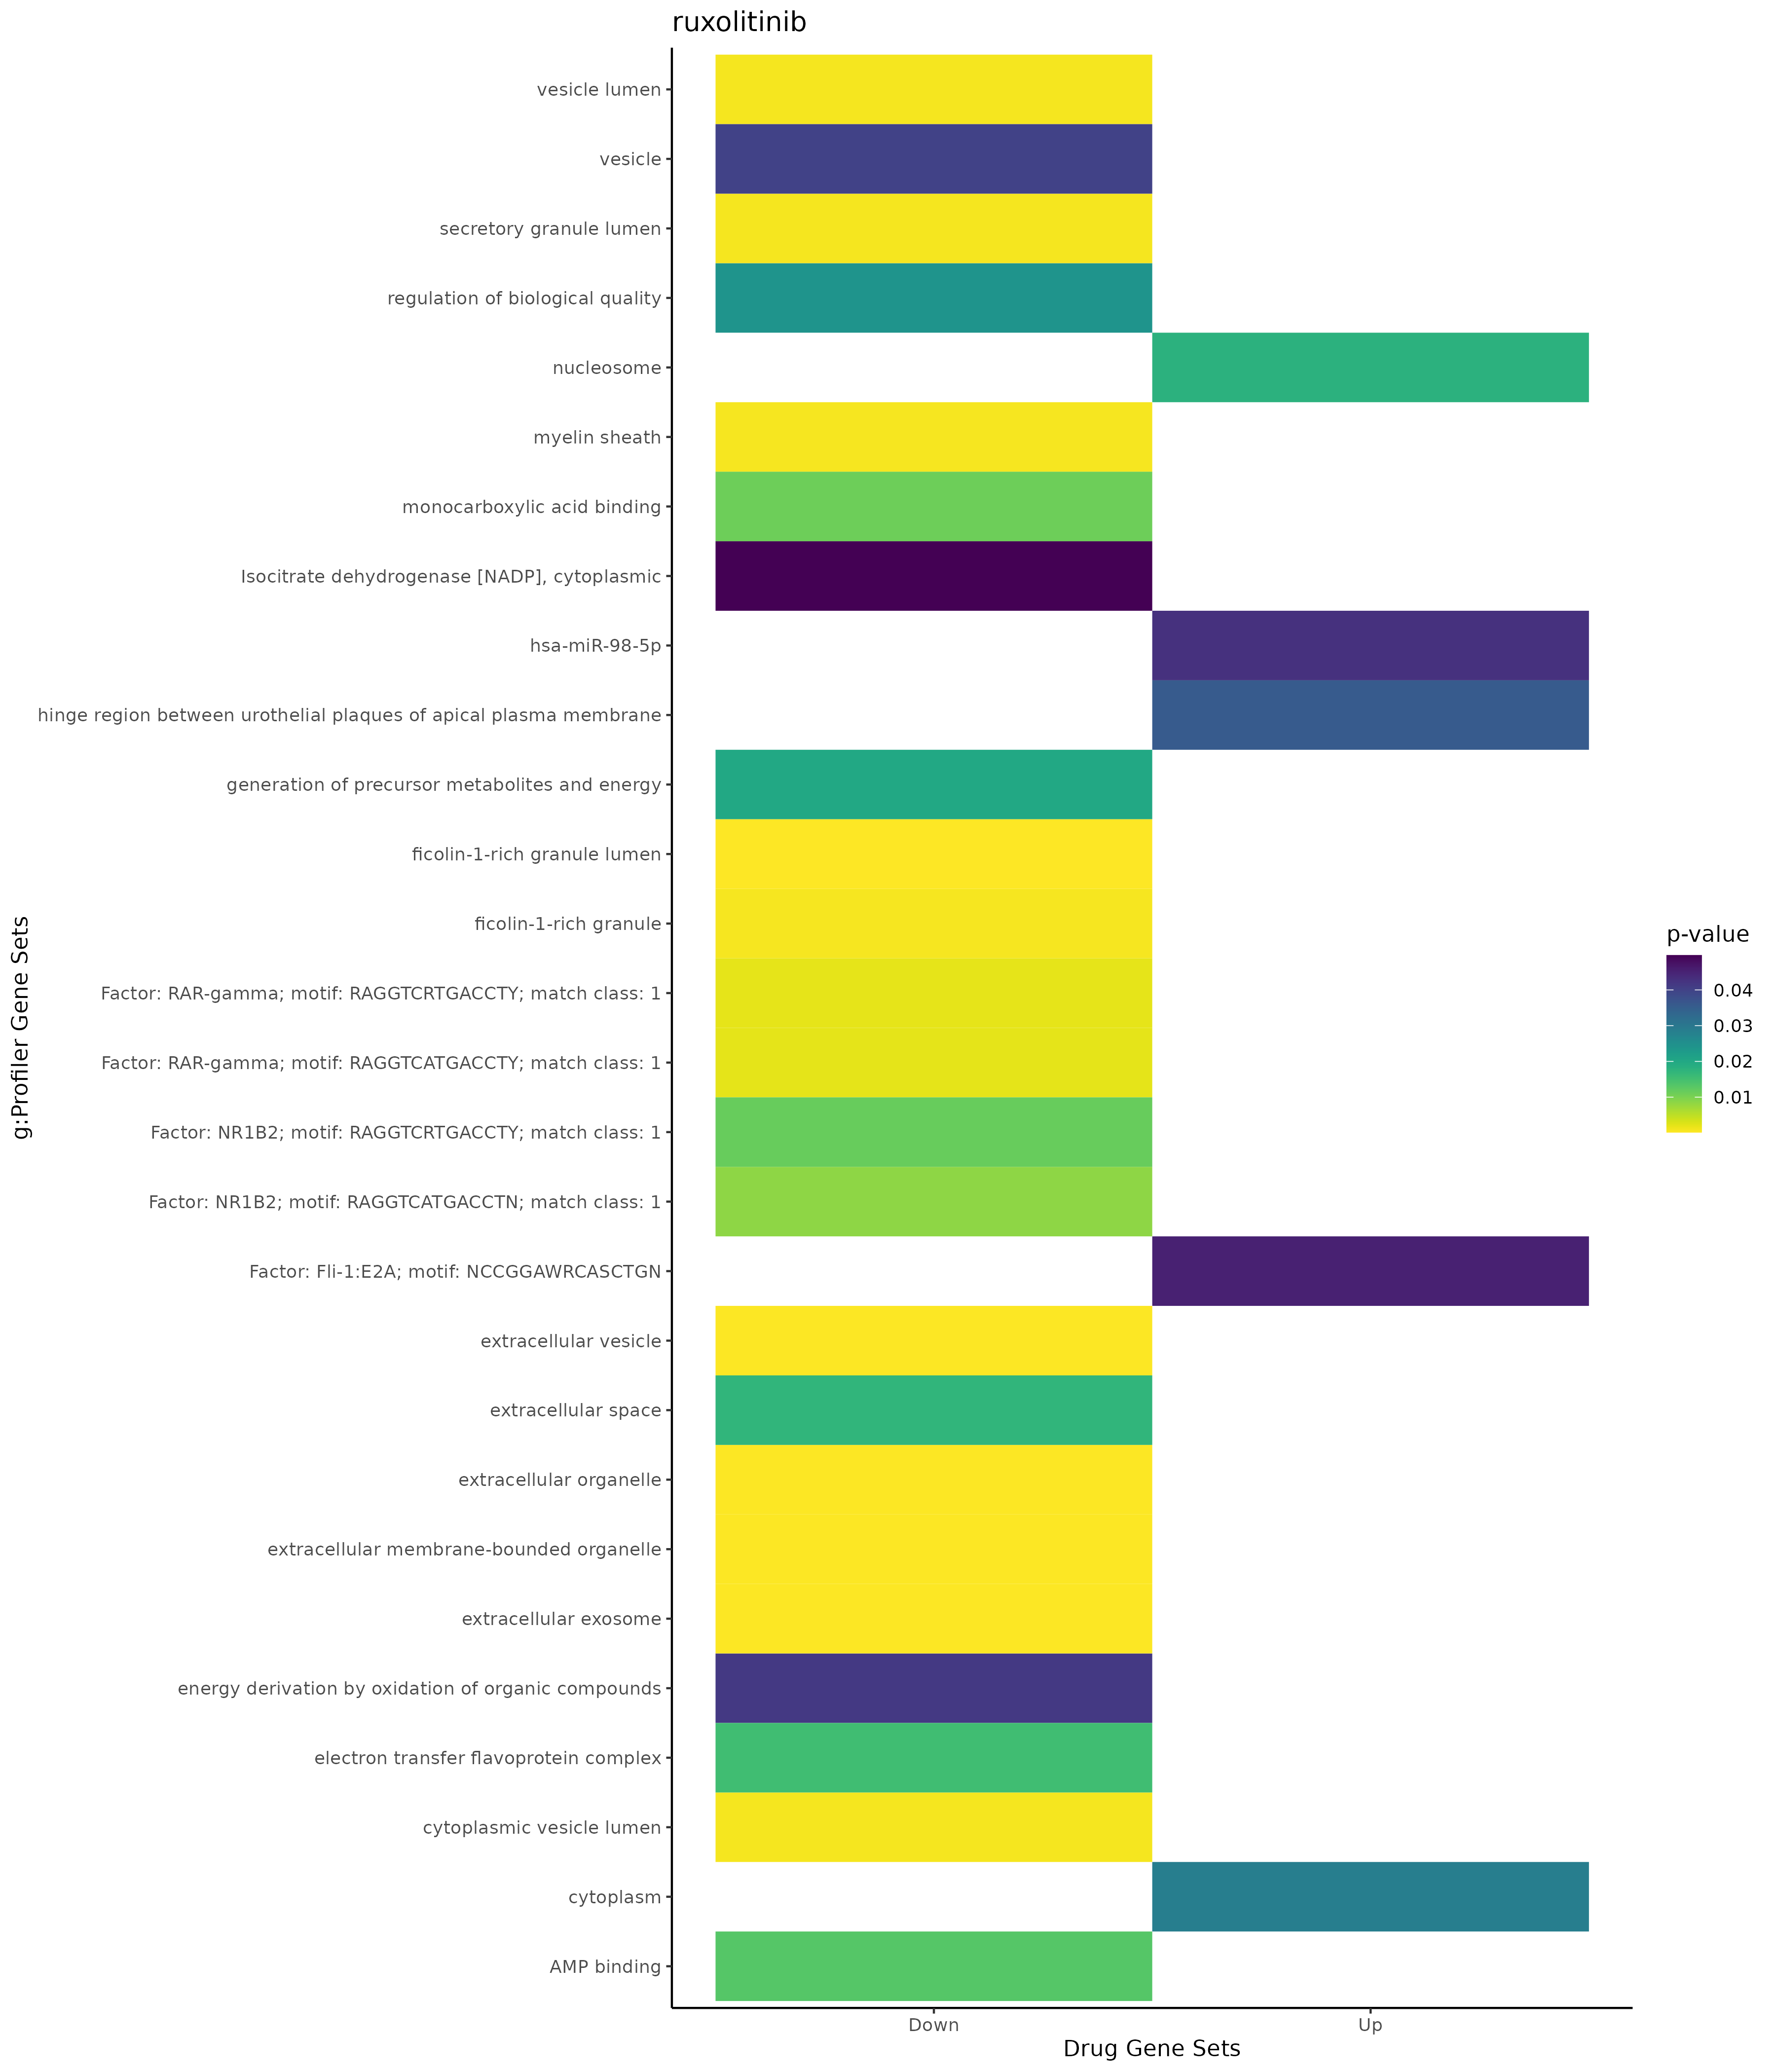 ruxolitinib
vesicle lumen
vesicle
secretory granule lumen
regulation of biological quality
nucleosome
myelin sheath
monocarboxylic acid binding
Isocitrate dehydrogenase [NADP], cytoplasmic
hsa-miR-98-5p
hinge region between urothelial plaques of apical plasma membrane
generation of precursor metabolites and energy
ficolin-1-rich granule lumen
ficolin-1-rich granule
Factor: RAR-gamma; motif: RAGGTCRTGACCTY; match class: 1
Factor: RAR-gamma; motif: RAGGTCATGACCTY; match class: 1
Factor: NR1B2; motif: RAGGTCRTGACCTY; match class: 1
Factor: NR1B2; motif: RAGGTCATGACCTN; match class: 1
Factor: Fli-1:E2A; motif: NCCGGAWRCASCTGN
extracellular vesicle
extracellular space
extracellular organelle
extracellular membrane-bounded organelle
extracellular exosome
energy derivation by oxidation of organic compounds
electron transfer flavoprotein complex
cytoplasmic vesicle lumen
cytoplasm
AMP binding
g:Profiler Gene Sets
Down
Up
Drug Gene Sets
p-value
0.04
0.03
0.02
0.01